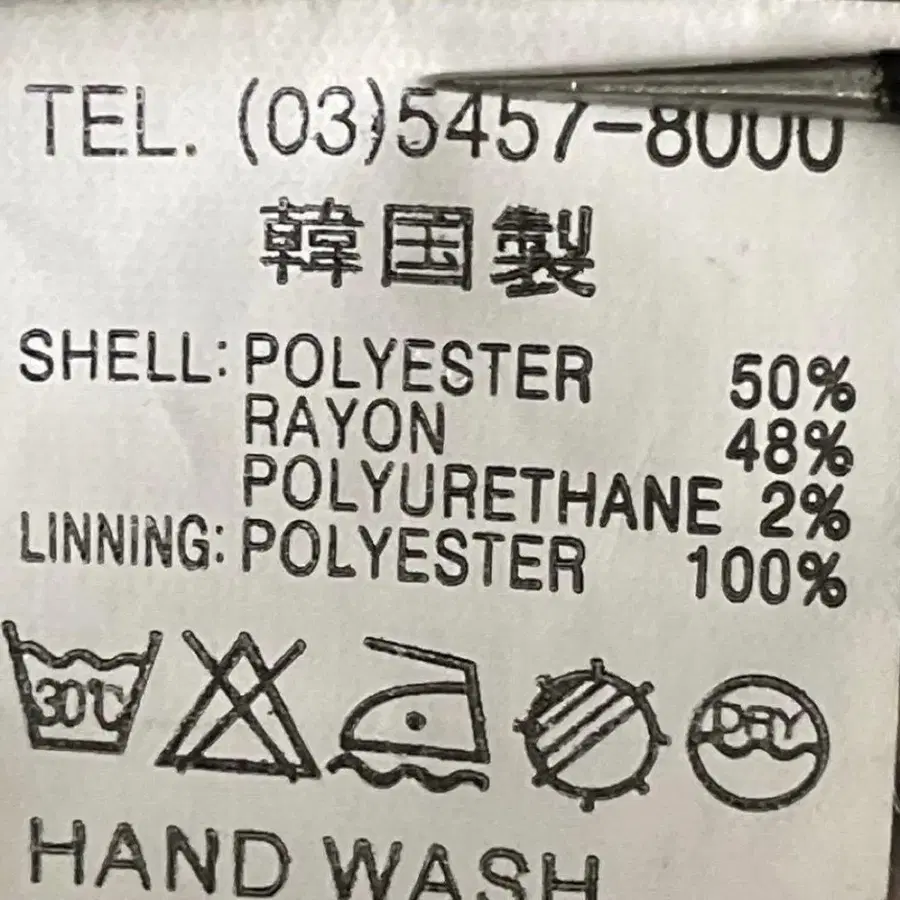 TEL. (03)5457-8000
韓国製
SHELL: POLYESTER 50%
RAYON 48%
POLYURETHANE 2%
LINNING: POLYESTER 100%
30℃ DRY
HAND WASH